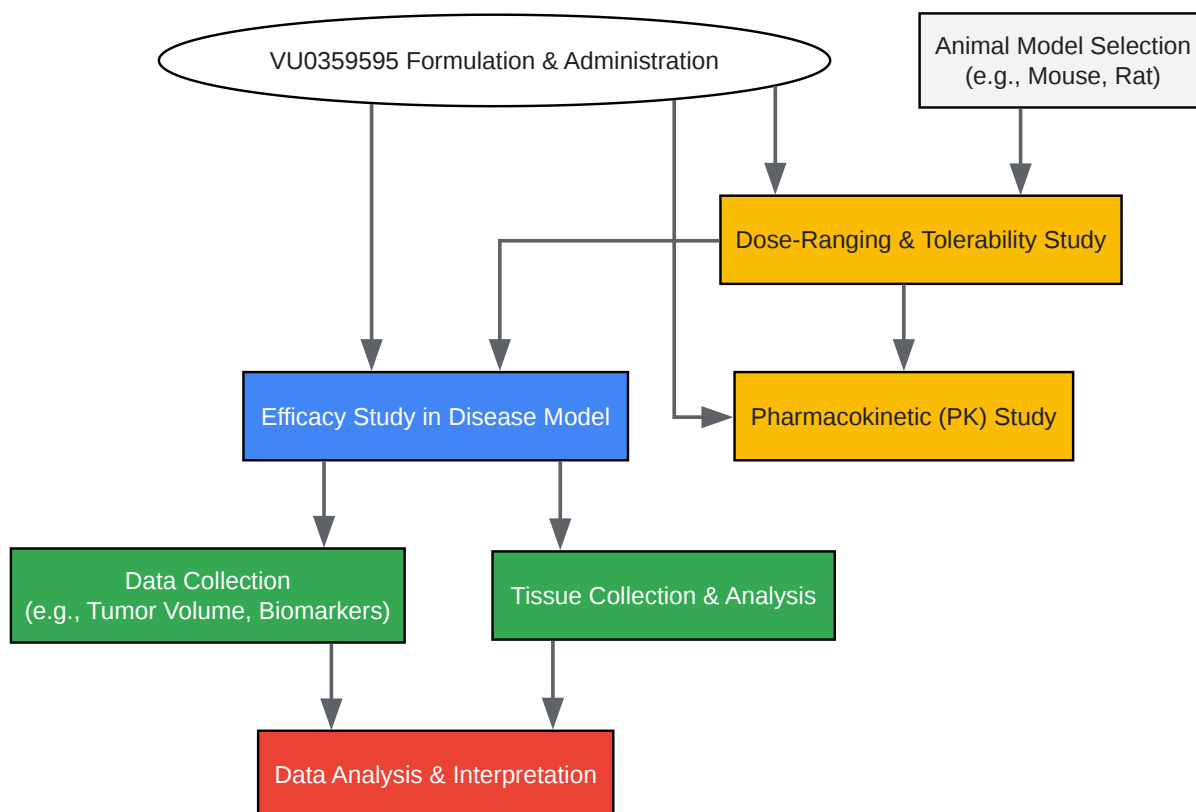 VU0359595 Formulation & Administration
Animal Model Selection
(e.g., Mouse, Rat)
Dose-Ranging & Tolerability Study
Efficacy Study in Disease Model
Pharmacokinetic (PK) Study
Data Collection
(e.g., Tumor Volume, Biomarkers)
Tissue Collection & Analysis
Data Analysis & Interpretation